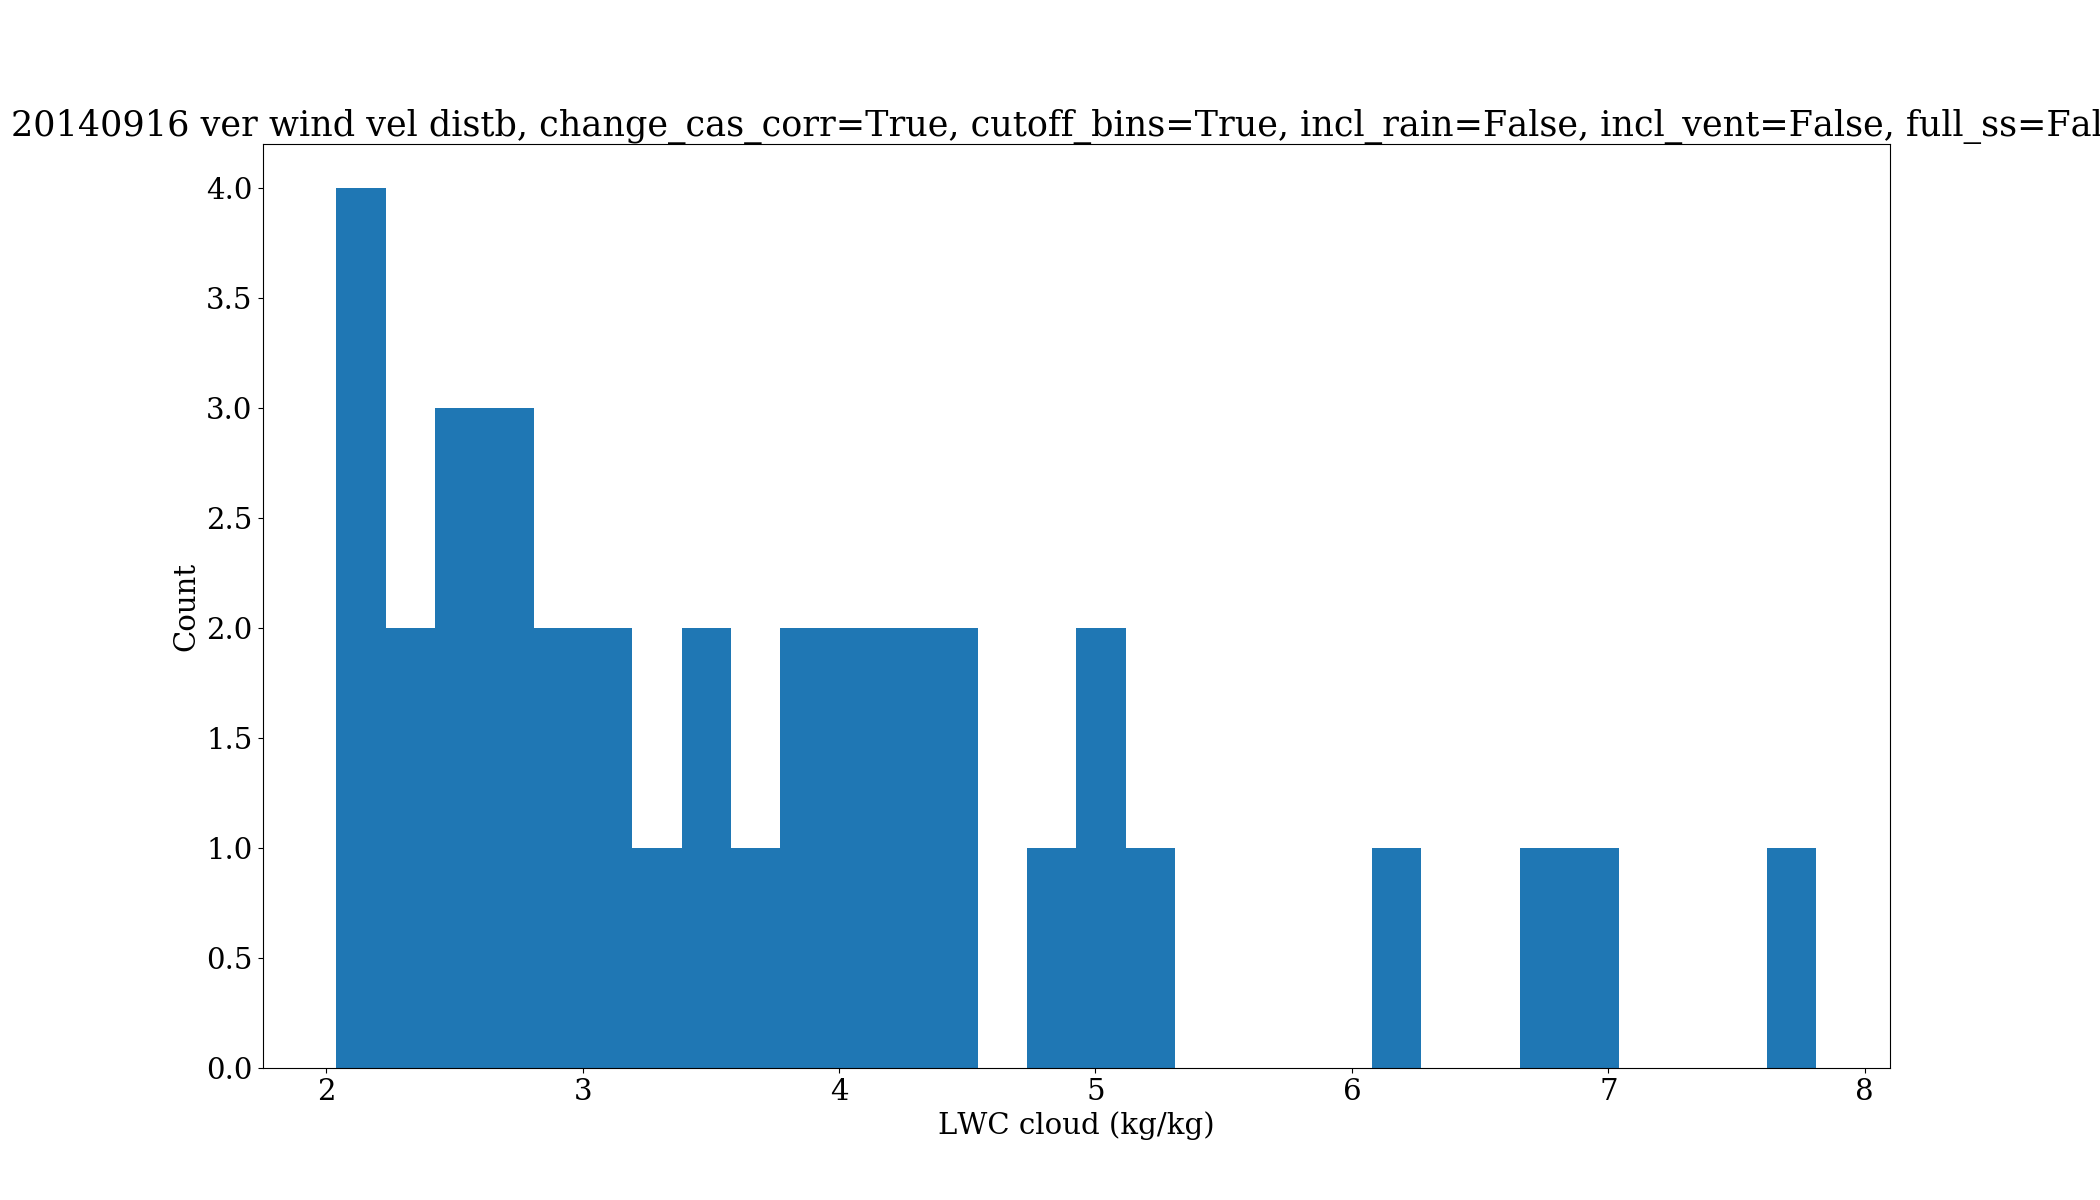 20140916 ver wind vel distb, change_cas_corr=True, cutoff_bins=True, incl_rain=False, incl_vent=False, full_ss=Fal
4.0
3.5
3.0
2.5
2.0
1.5
1.0
0.5
0.0
Count
2 3 4 5 6 7 8
LWC cloud (kg/kg)